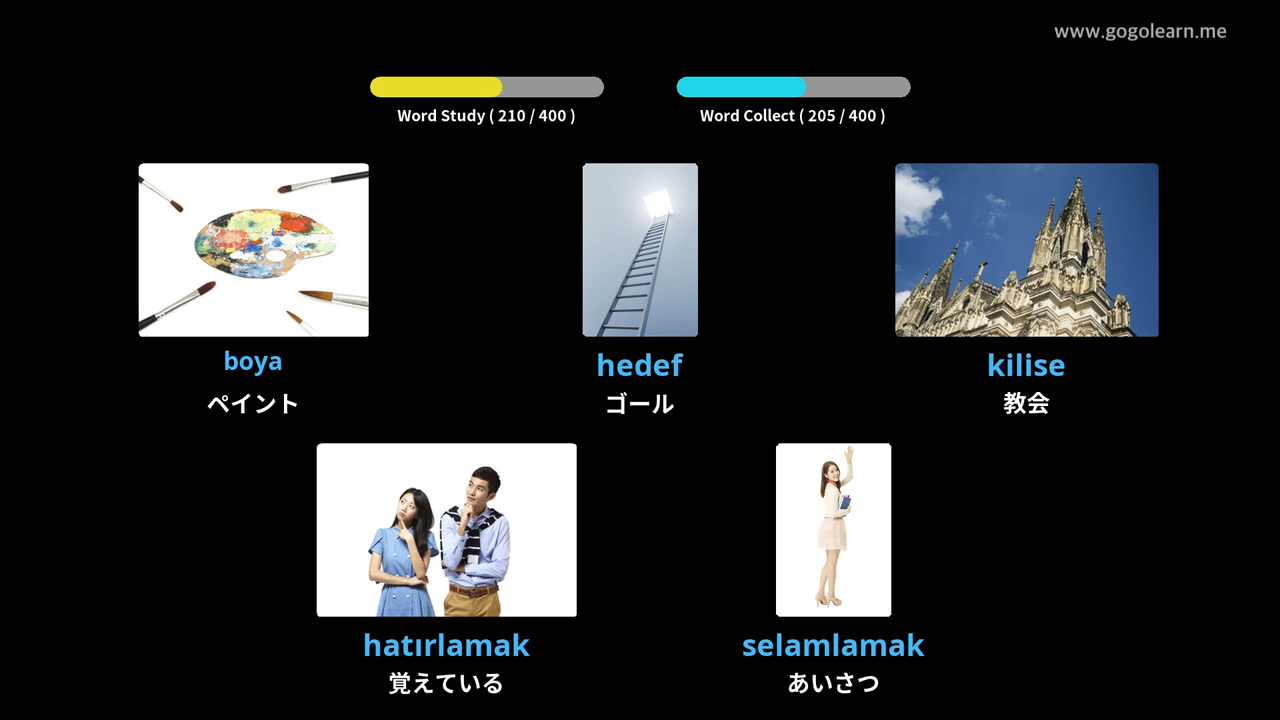 www.gogolearn.me
Word Study ( 210 / 400 )
Word Collect ( 205 / 400 )
boya
ペイント
hedef
ゴール
kilise
教会
hatırlamak
覚えている
selamlamak
あいさつ